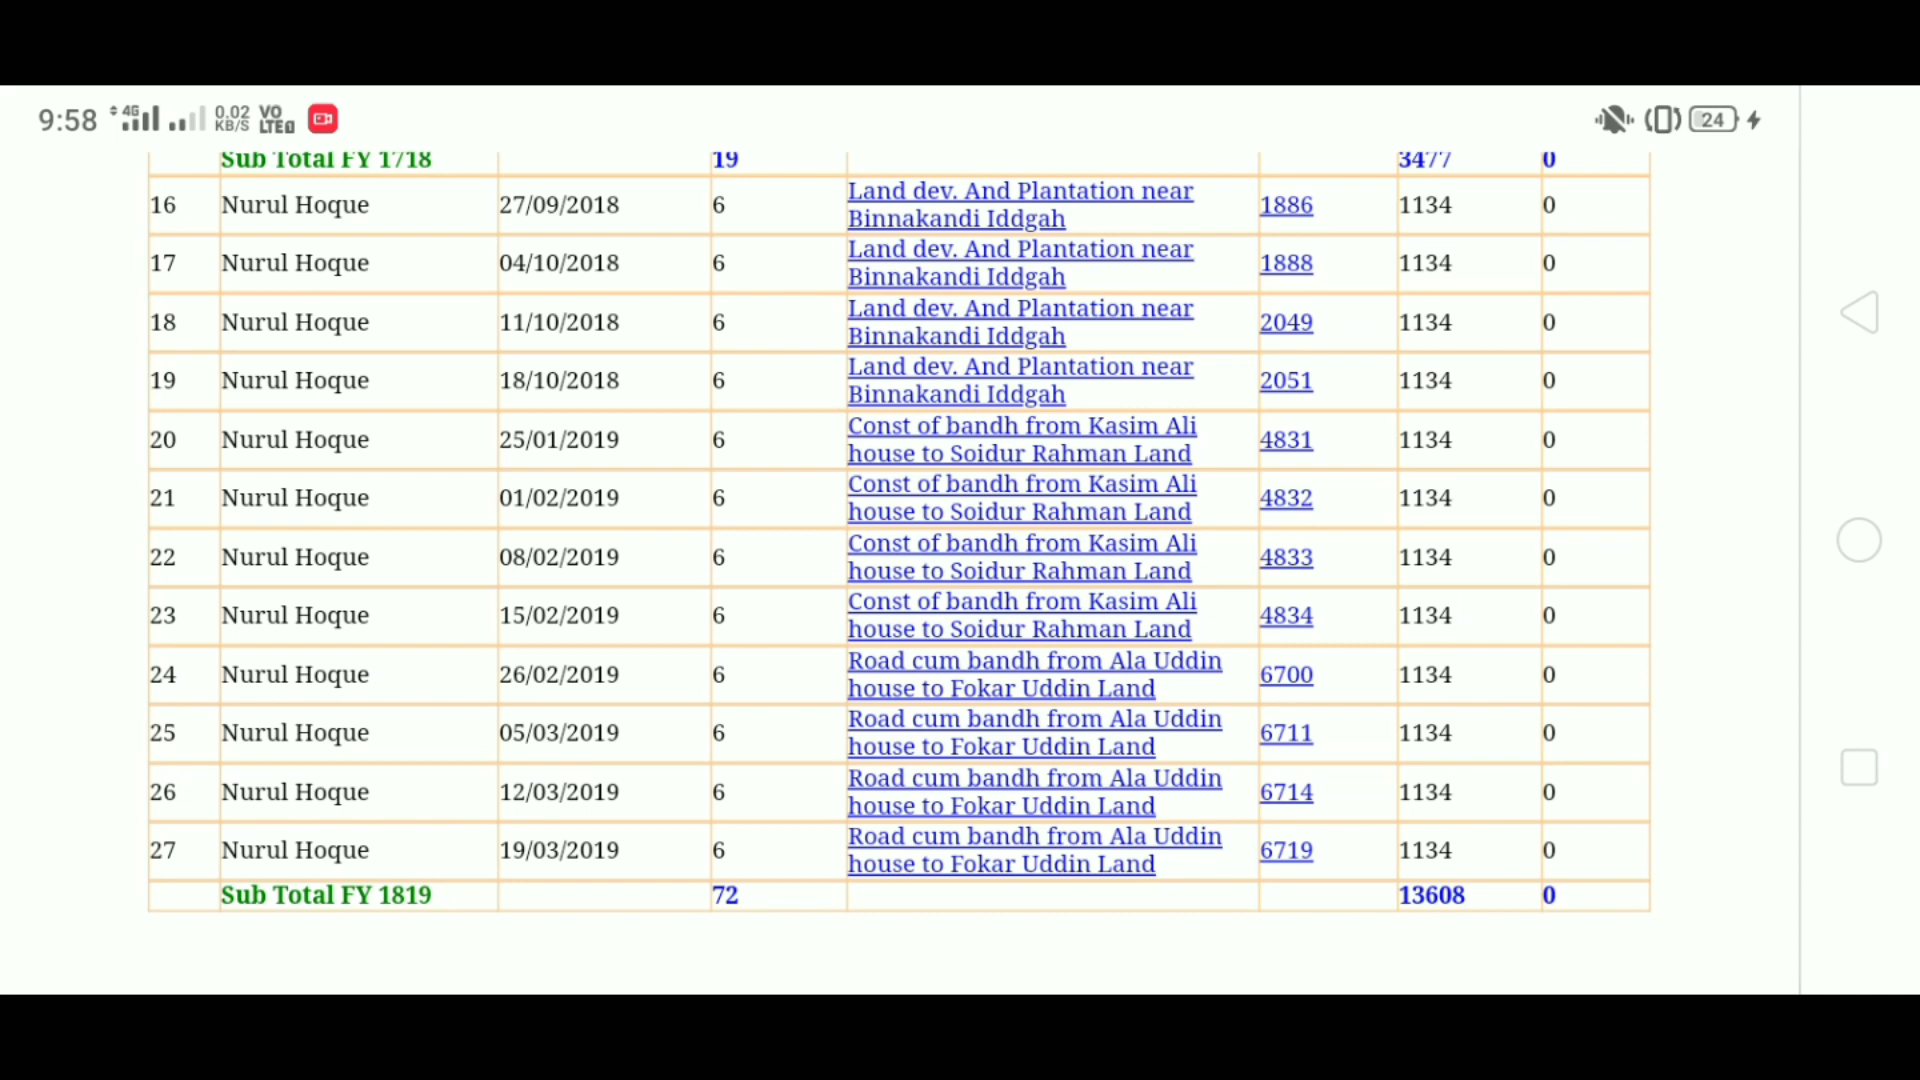 9:58 4G 0.02 KB/S VO LTE 24
Sub Total FY 1718 19 3477 0
16 Nurul Hoque 27/09/2018 6 Land dev. And Plantation near Binnakandi Iddgah 1886 1134 0
17 Nurul Hoque 04/10/2018 6 Land dev. And Plantation near Binnakandi Iddgah 1888 1134 0
18 Nurul Hoque 11/10/2018 6 Land dev. And Plantation near Binnakandi Iddgah 2049 1134 0
19 Nurul Hoque 18/10/2018 6 Land dev. And Plantation near Binnakandi Iddgah 2051 1134 0
20 Nurul Hoque 25/01/2019 6 Const of bandh from Kasim Ali house to Soidur Rahman Land 4831 1134 0
21 Nurul Hoque 01/02/2019 6 Const of bandh from Kasim Ali house to Soidur Rahman Land 4832 1134 0
22 Nurul Hoque 08/02/2019 6 Const of bandh from Kasim Ali house to Soidur Rahman Land 4833 1134 0
23 Nurul Hoque 15/02/2019 6 Const of bandh from Kasim Ali house to Soidur Rahman Land 4834 1134 0
24 Nurul Hoque 26/02/2019 6 Road cum bandh from Ala Uddin house to Fokar Uddin Land 6700 1134 0
25 Nurul Hoque 05/03/2019 6 Road cum bandh from Ala Uddin house to Fokar Uddin Land 6711 1134 0
26 Nurul Hoque 12/03/2019 6 Road cum bandh from Ala Uddin house to Fokar Uddin Land 6714 1134 0
27 Nurul Hoque 19/03/2019 6 Road cum bandh from Ala Uddin house to Fokar Uddin Land 6719 1134 0
Sub Total FY 1819 72 13608 0